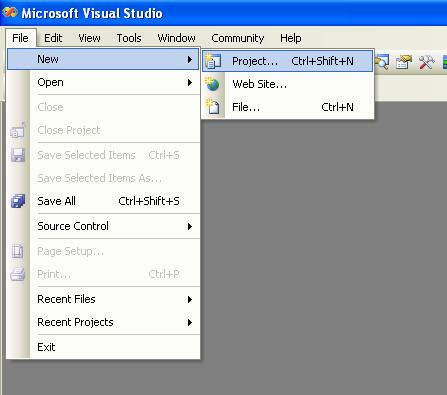 Microsoft Visual Studio
File Edit View Tools Window Community Help
New
Project... Ctrl+Shift+N
Open
Web Site...
Close
File... Ctrl+N
Close Project
Save Selected Items Ctrl+S
Save Selected Items As...
Save All Ctrl+Shift+S
Source Control
Page Setup...
Print... Ctrl+P
Recent Files
Recent Projects
Exit